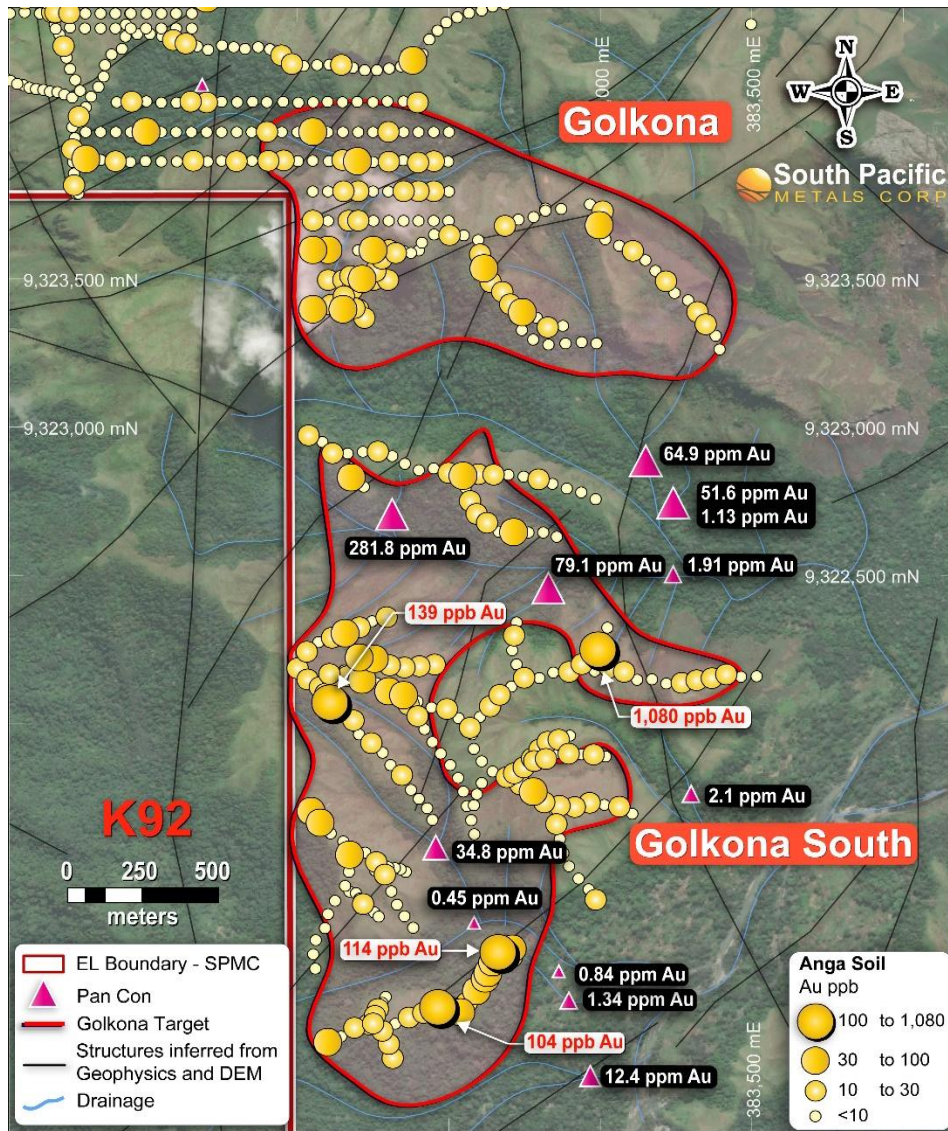 N
W
E
S
383,500 mE
Golkona
South Pacific
METALS CORP
9,323,500 mN
9,323,500 mN
9,323,000 mN
9,323,000 mN
64.9 ppm Au
51.6 ppm Au
1.13 ppm Au
281.8 ppm Au
79.1 ppm Au
1.91 ppm Au
9,322,500 mN
139 ppb Au
1,080 ppb Au
2.1 ppm Au
K92
Golkona South
34.8 ppm Au
0 250 500
meters
0.45 ppm Au
114 ppb Au
0.84 ppm Au
1.34 ppm Au
104 ppb Au
12.4 ppm Au
383,500 mE
EL Boundary - SPMC
Pan Con
Golkona Target
Structures inferred from
Geophysics and DEM
Drainage
Anga Soil
Au ppb
100 to 1,080
30 to 100
10 to 30
<10